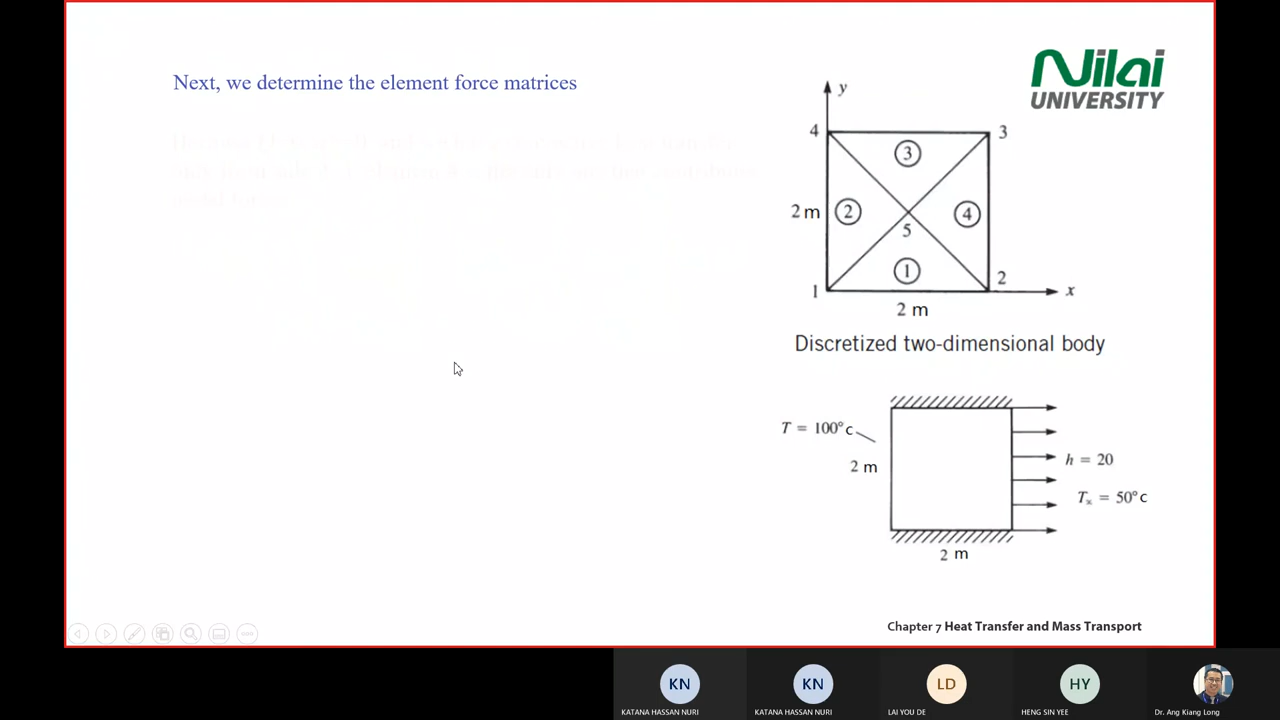 Next, we determine the element force matrices
Nilai
UNIVERSITY
y
4
3
3
2 m
2
4
5
1
2
1
x
2 m
Discretized two-dimensional body
T = 100°c
2 m
h = 20
T∞ = 50°c
2 m
Chapter 7 Heat Transfer and Mass Transport
KN
KN
LD
HY
KATANA HASSAN NURI
KATANA HASSAN NURI
LAI YOU DE
HENG SIN YEE
Dr. Ang Kiang Long